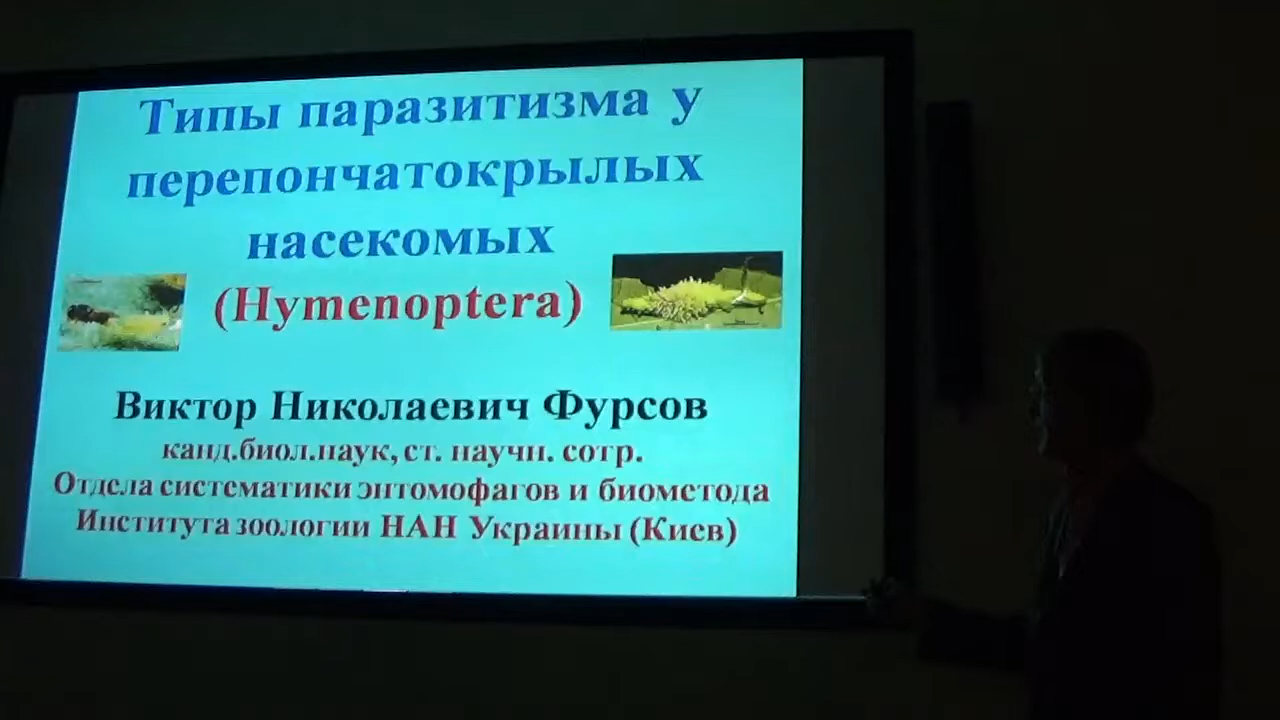 Типы паразитизма у
перепончатокрылых
насекомых
(Hymenoptera)
Виктор Николаевич Фурсов
канд.биол.наук, ст. научн. сотр.
Отдела систематики энтомофагов и биометода
Института зоологии НАН Украины (Киев)